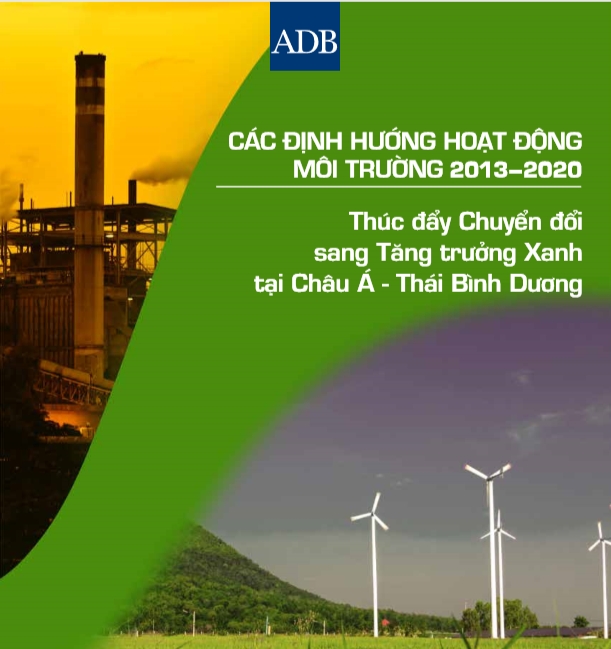 ADB
CÁC ĐỊNH HƯỚNG HOẠT ĐỘNG
MÔI TRƯỜNG 2013–2020
Thúc đẩy Chuyển đổi
sang Tăng trưởng Xanh
tại Châu Á - Thái Bình Dương